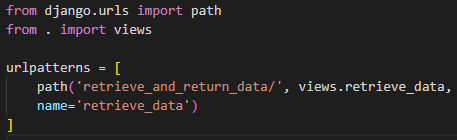 from django.urls import path
from . import views
urlpatterns = [
    path('retrieve_and_return_data/', views.retrieve_data,
    name='retrieve_data')
]